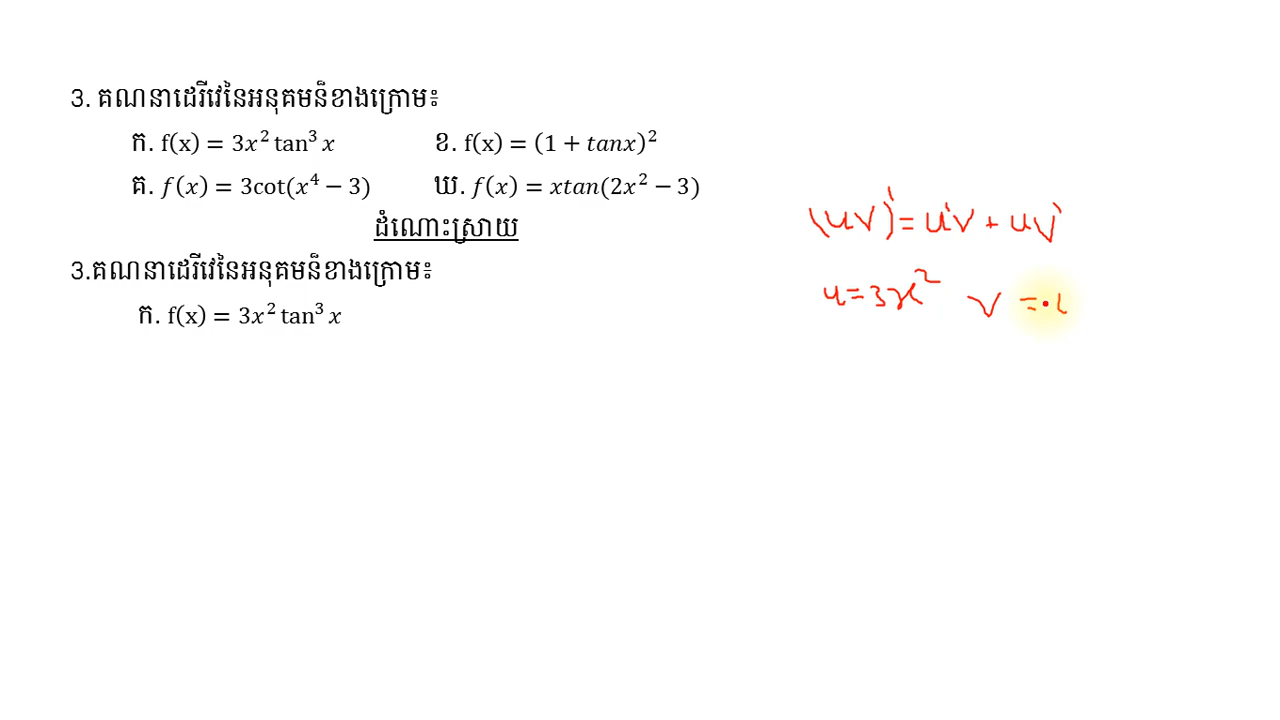 3. គណនាដេរីវេនៃអនុគមន៍ខាងក្រោម៖
ក. f(x) = 3x² tan³ x ខ. f(x) = (1 + tanx)²
គ. f(x) = 3cot(x⁴ − 3) ឃ. f(x) = xtan(2x² − 3)
ដំណោះស្រាយ
3.គណនាដេរីវេនៃអនុគមន៍ខាងក្រោម៖
ក. f(x) = 3x² tan³ x
(uv)' = u'v + uv'
u = 3x² v =